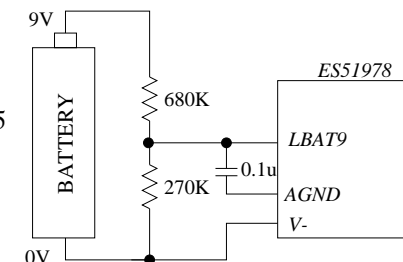 9V
ES51978
680K
BATTERY
LBAT9
0.1u
270K
AGND
V-
0V